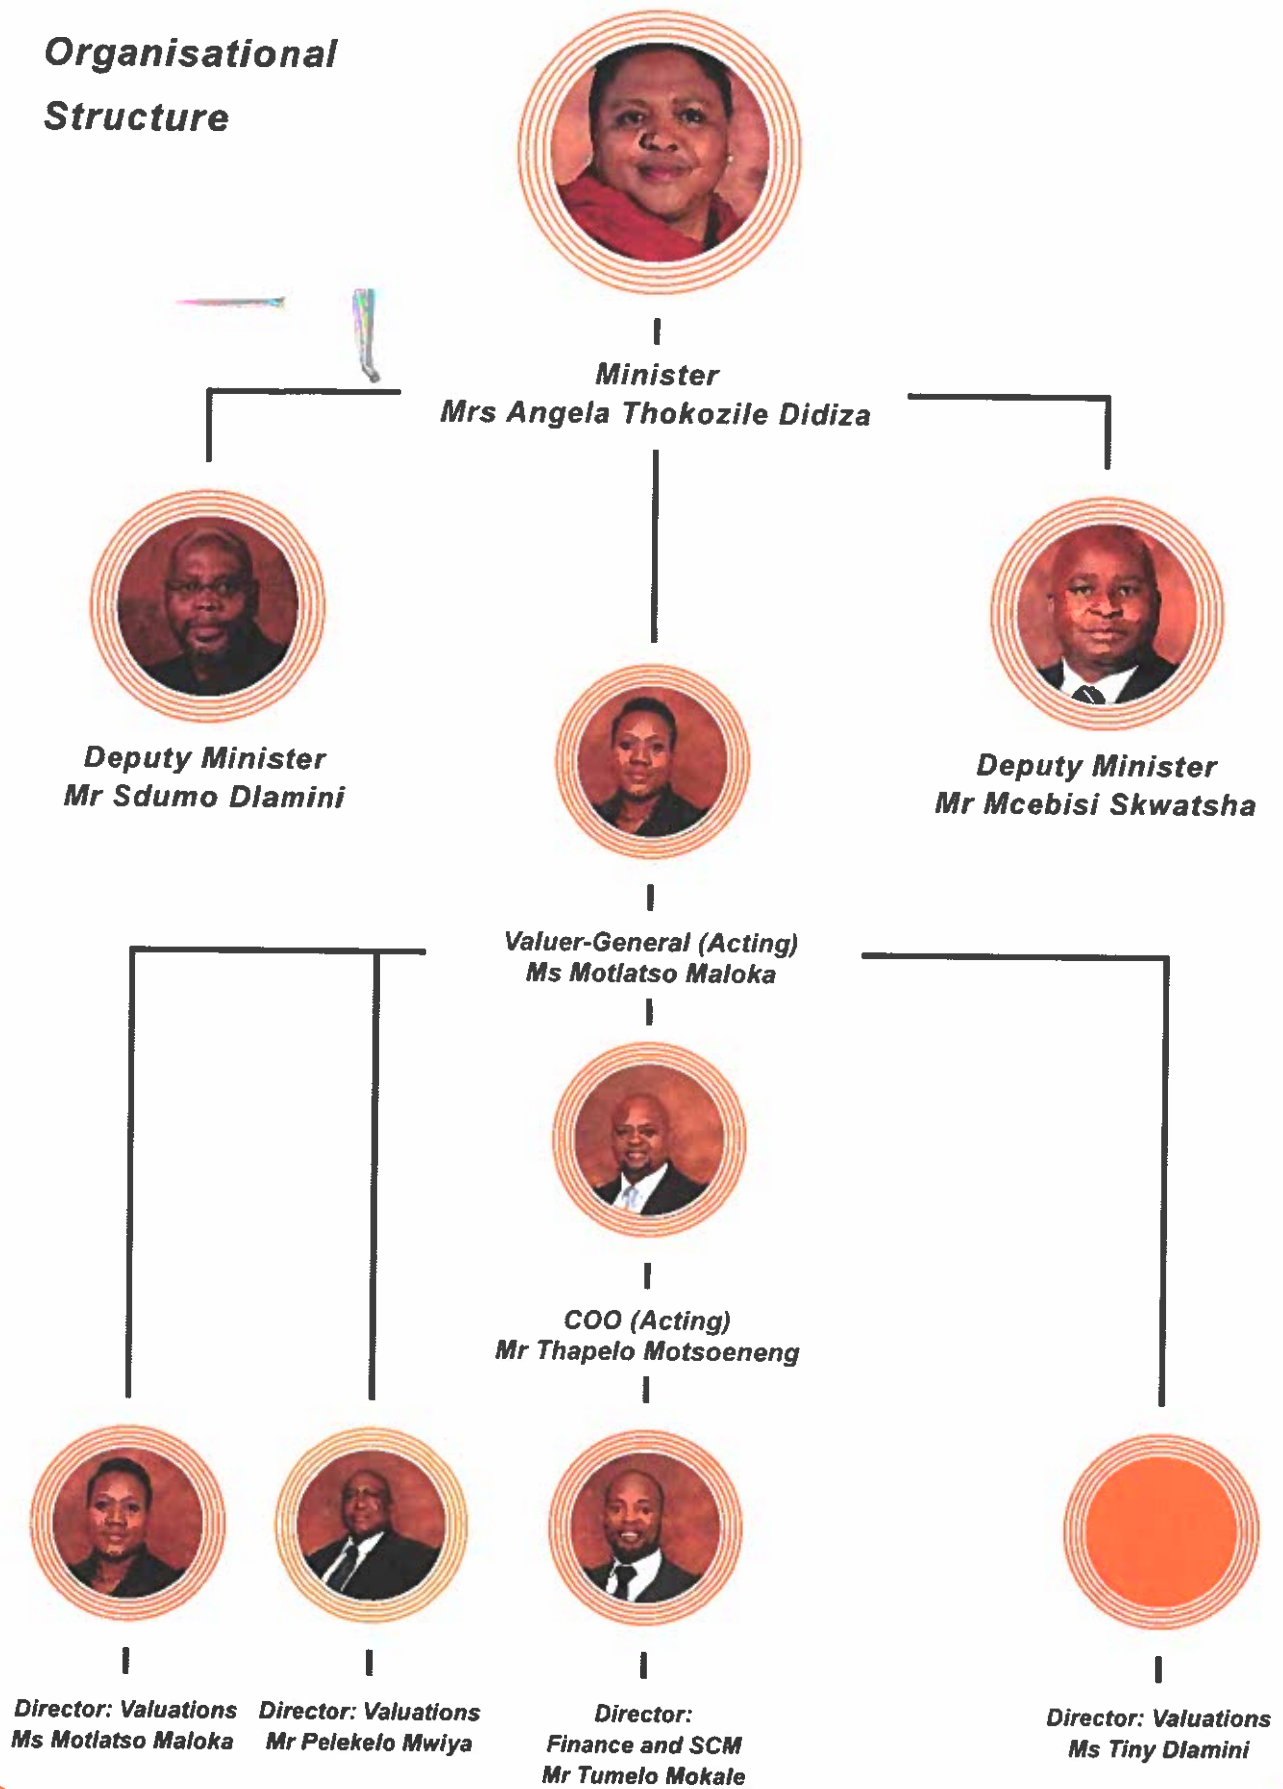 Organisational
Structure
Minister
Mrs Angela Thokozile Didiza
Deputy Minister
Mr Sdumo Dlamini
Deputy Minister
Mr Mcebisi Skwatsha
Valuer-General (Acting)
Ms Motlatso Maloka
COO (Acting)
Mr Thapelo Motsoeneng
Director: Valuations
Ms Motlatso Maloka
Director: Valuations
Mr Pelekelo Mwiya
Director:
Finance and SCM
Mr Tumelo Mokale
Director: Valuations
Ms Tiny Dlamini